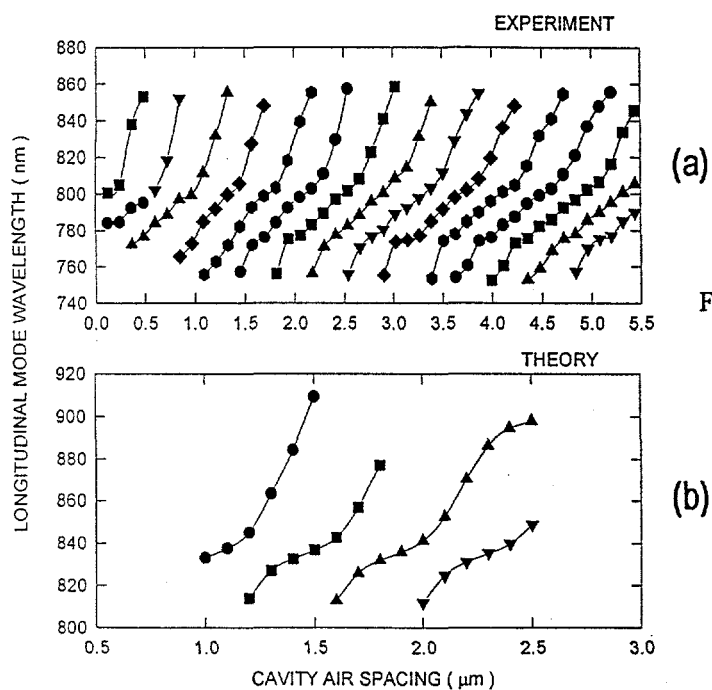 EXPERIMENT
880
860
840
820
800
780
760
740
0.0 0.5 1.0 1.5 2.0 2.5 3.0 3.5 4.0 4.5 5.0 5.5
(a)
F
LONGITUDINAL MODE WAVELENGTH ( nm )
THEORY
920
900
880
860
840
820
800
0.5 1.0 1.5 2.0 2.5 3.0
(b)
CAVITY AIR SPACING ( μm )